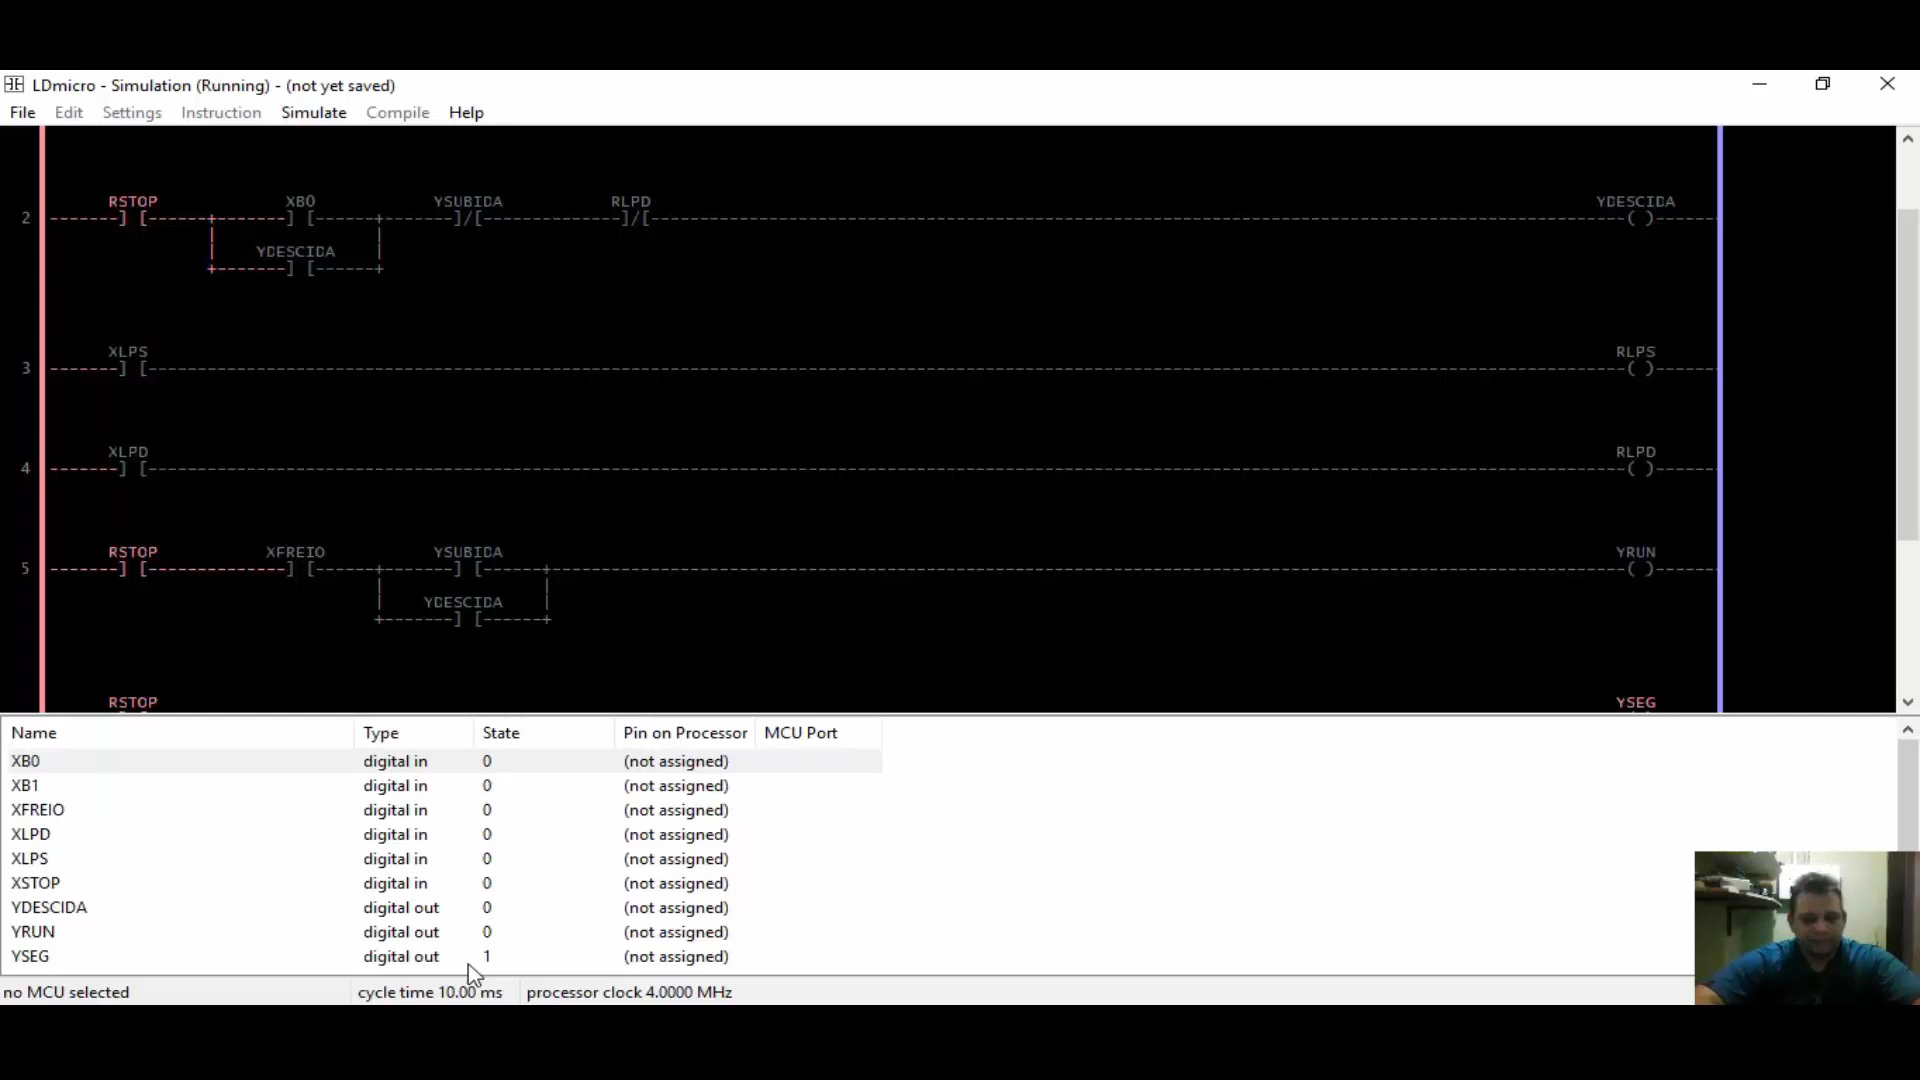 LDmicro - Simulation (Running) - (not yet saved)
File Edit Settings Instruction Simulate Compile Help
RSTOP XB0 YSUBIDA RLPD YDESCIDA
2 ------] [------+-------] [------+-------]/[--------------]/[------( )------
YDESCIDA
+-------] [------+
XLPS RLPS
3 ------] [------( )------
XLPD RLPD
4 ------] [------( )------
RSTOP XFREIO YSUBIDA YRUN
5 ------] [--------------] [------+-------] [------+------( )------
YDESCIDA
+-------] [------+
RSTOP YSEG
Name Type State Pin on Processor MCU Port
XB0 digital in 0 (not assigned)
XB1 digital in 0 (not assigned)
XFREIO digital in 0 (not assigned)
XLPD digital in 0 (not assigned)
XLPS digital in 0 (not assigned)
XSTOP digital in 0 (not assigned)
YDESCIDA digital out 0 (not assigned)
YRUN digital out 0 (not assigned)
YSEG digital out 1 (not assigned)
no MCU selected cycle time 10.00 ms processor clock 4.0000 MHz